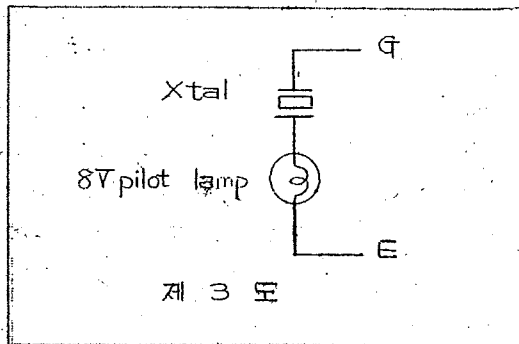 G
Xtal
8V pilot lamp
E
제 3 도